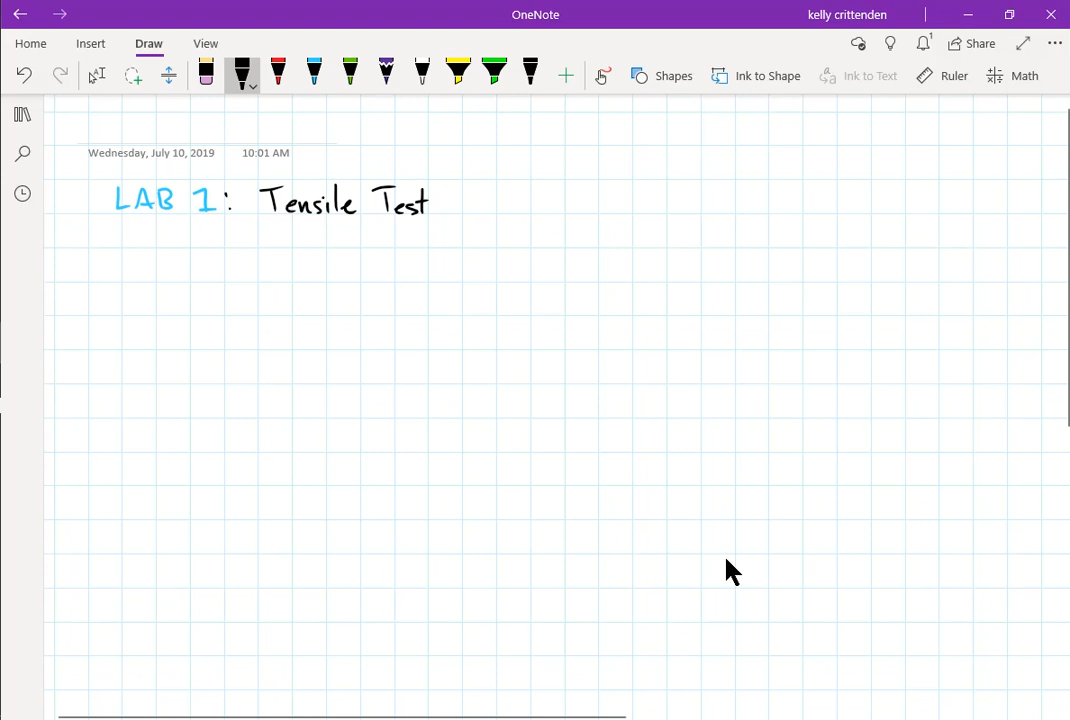 OneNote
kelly crittenden
Home Insert Draw View
1 Share
Shapes Ink to Shape Ink to Text Ruler Math
Wednesday, July 10, 2019 10:01 AM
LAB 1: Tensile Test